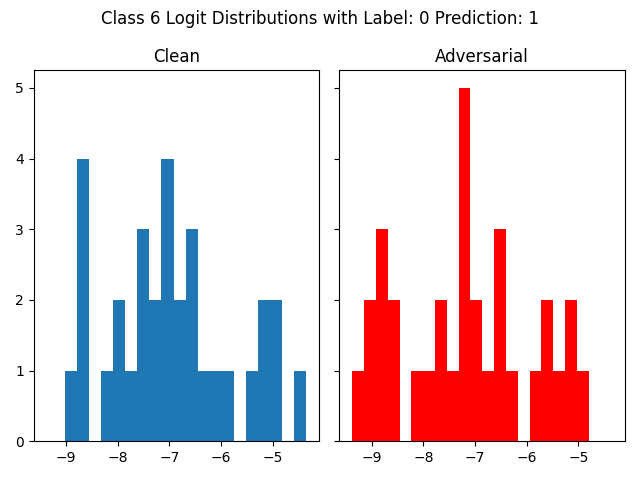 Class 6 Logit Distributions with Label: 0 Prediction: 1
Clean
Adversarial
5
4
3
2
1
0
−9 −8 −7 −6 −5
−9 −8 −7 −6 −5